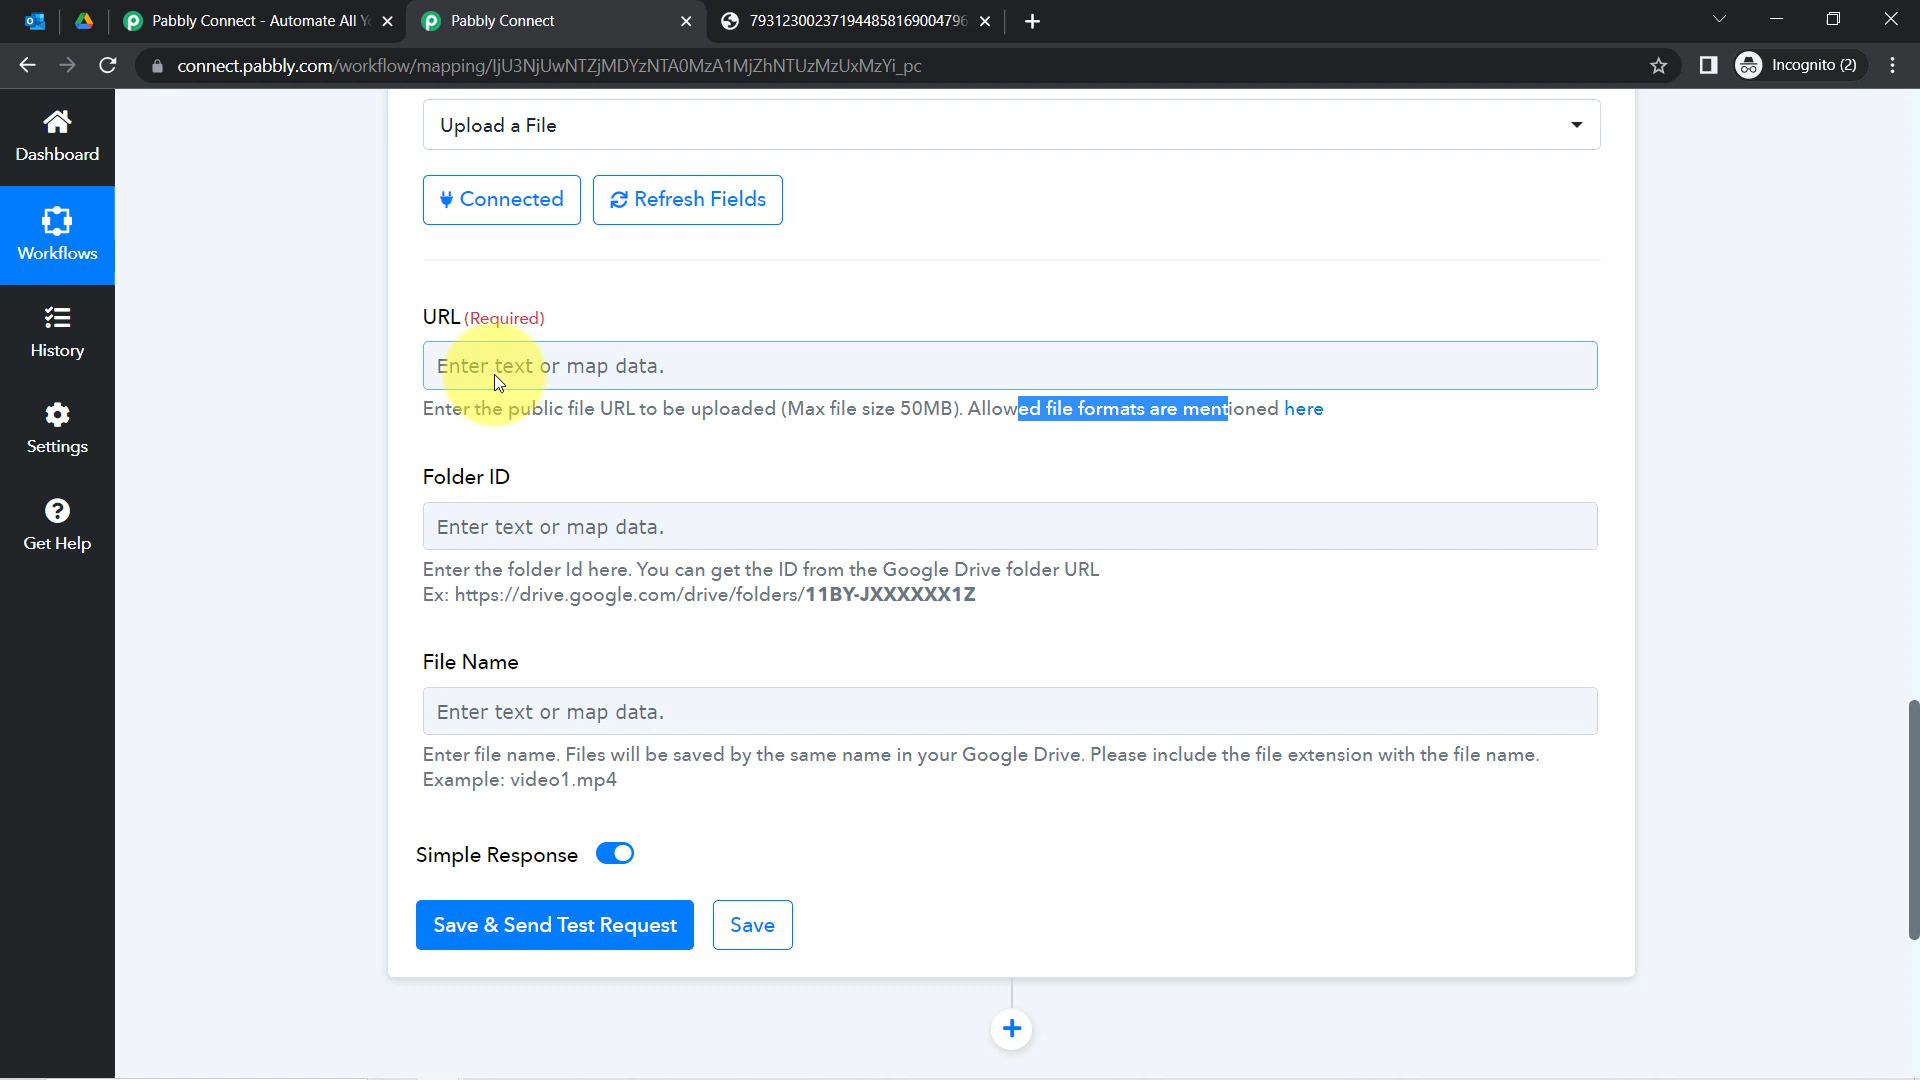 Pabbly Connect - Automate All Y
Pabbly Connect
793123002371944858169004796
connect.pabbly.com/workflow/mapping/IjU3NjUwNTZjMDYzNTA0MzA1MjZhNTUzMzUxMzYi_pc
Incognito (2)
Dashboard
Workflows
History
Settings
Get Help
Upload a File
Connected
Refresh Fields
URL (Required)
Enter text or map data.
Enter the public file URL to be uploaded (Max file size 50MB). Allowed file formats are mentioned here
Folder ID
Enter text or map data.
Enter the folder Id here. You can get the ID from the Google Drive folder URL
Ex: https://drive.google.com/drive/folders/11BY-JXXXXXX1Z
File Name
Enter text or map data.
Enter file name. Files will be saved by the same name in your Google Drive. Please include the file extension with the file name.
Example: video1.mp4
Simple Response
Save & Send Test Request
Save